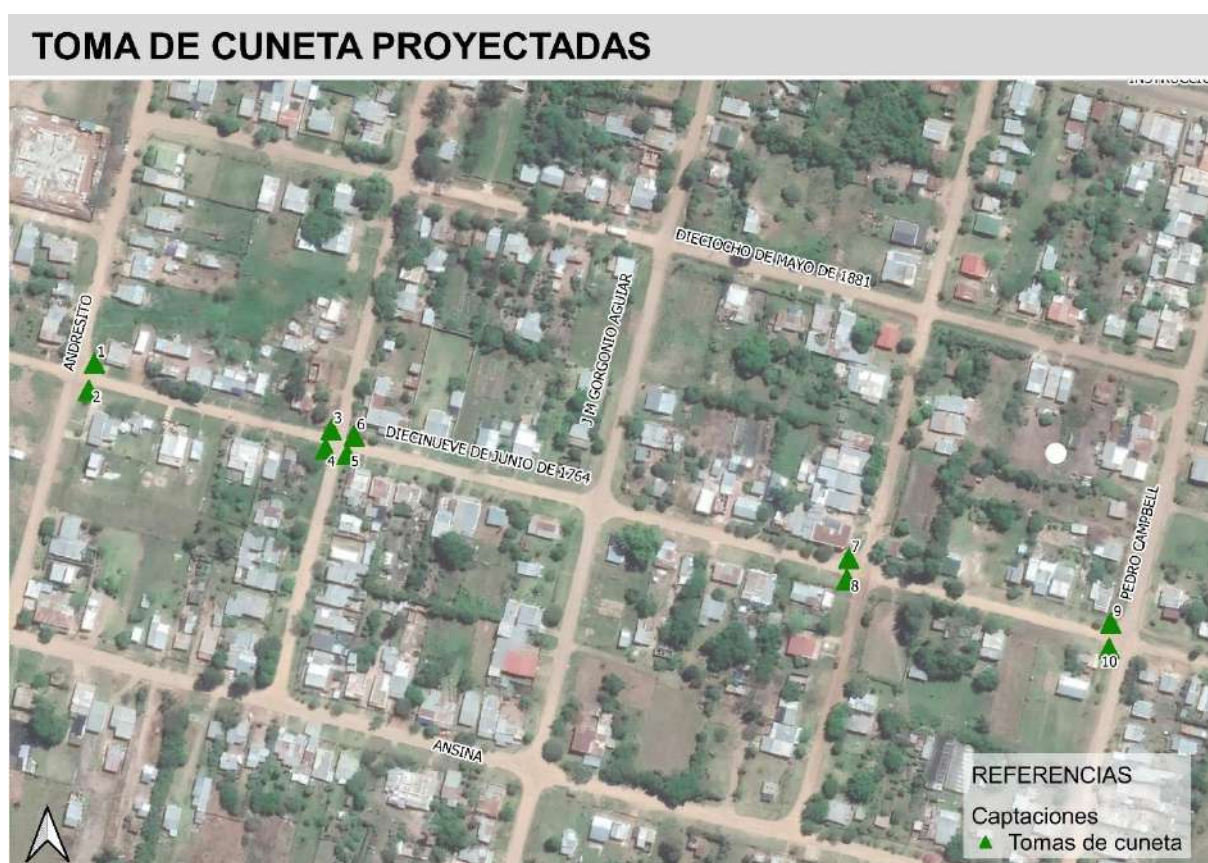 TOMA DE CUNETA PROYECTADAS
DIECIOCHO DE MAYO DE 1881
J M GORGONIO AGUIAR
ANDRESITO
1
2
3
6
4
5
DIECINUEVE DE JUNIO DE 1764
PEDRO CAMPBELL
7
8
9
10
ANSINA
REFERENCIAS
Captaciones
Tomas de cuneta